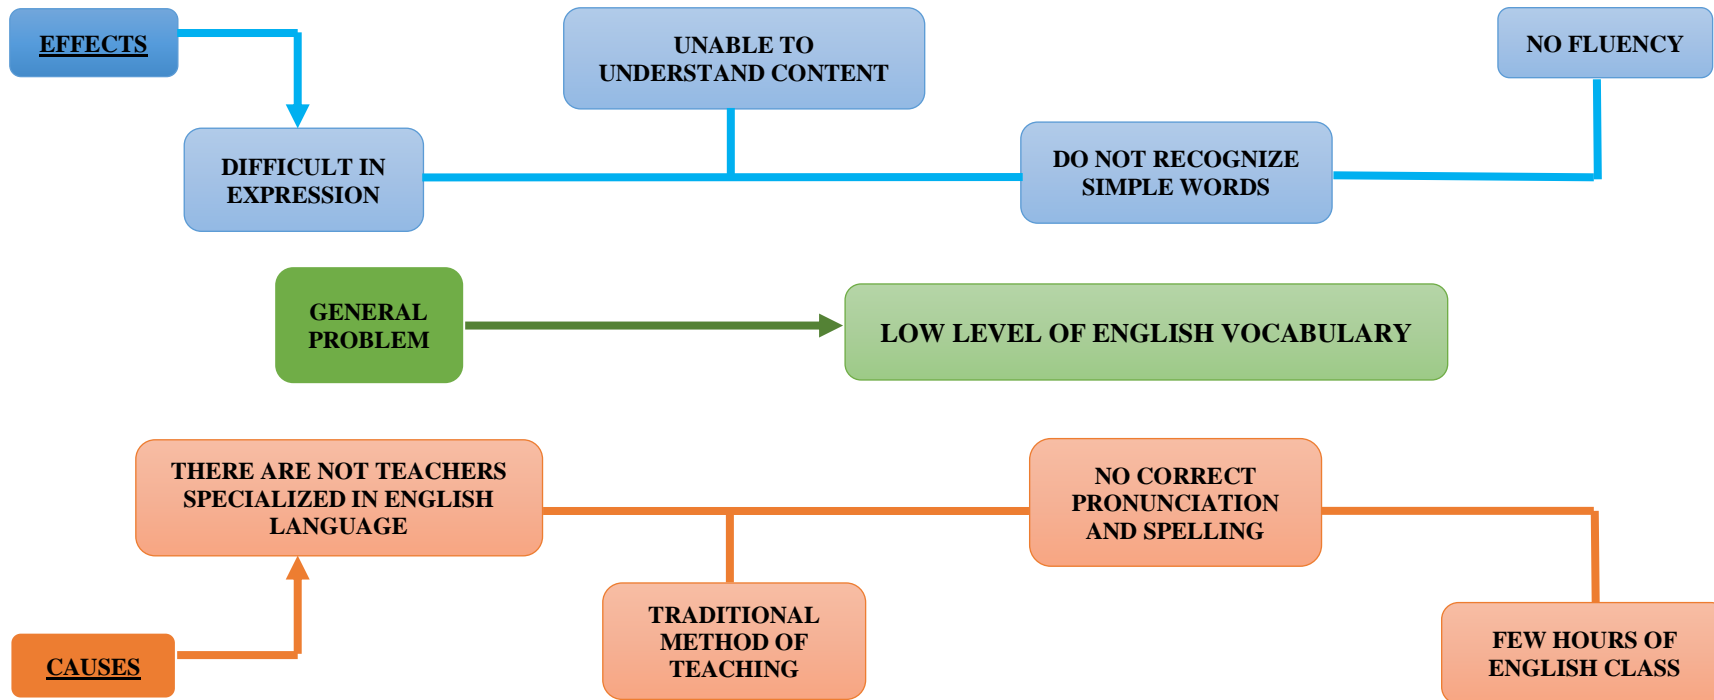 EFFECTS
UNABLE TO
UNDERSTAND CONTENT
NO FLUENCY
DIFFICULT IN
EXPRESSION
DO NOT RECOGNIZE
SIMPLE WORDS
GENERAL
PROBLEM
LOW LEVEL OF ENGLISH VOCABULARY
THERE ARE NOT TEACHERS
SPECIALIZED IN ENGLISH
LANGUAGE
NO CORRECT
PRONUNCIATION
AND SPELLING
CAUSES
TRADITIONAL
METHOD OF
TEACHING
FEW HOURS OF
ENGLISH CLASS